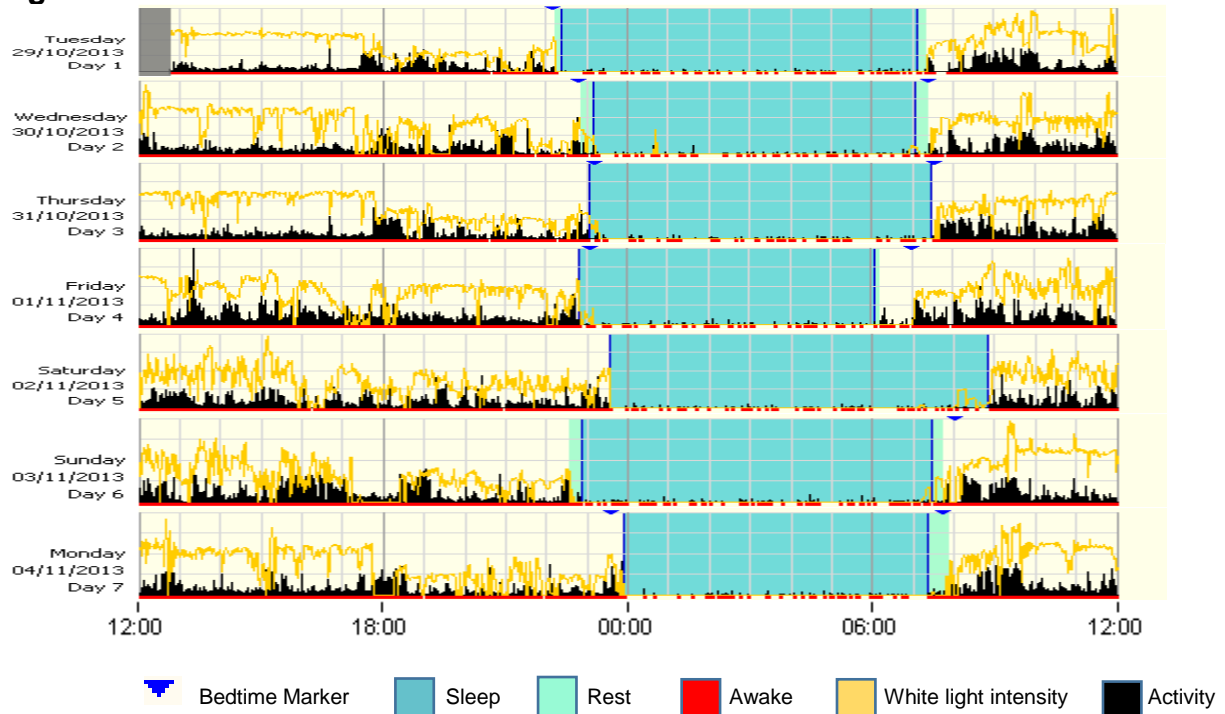 g
Tuesday
29/10/2013
Day 1
Wednesday
30/10/2013
Day 2
Thursday
31/10/2013
Day 3
Friday
01/11/2013
Day 4
Saturday
02/11/2013
Day 5
Sunday
03/11/2013
Day 6
Monday
04/11/2013
Day 7
12:00 18:00 00:00 06:00 12:00
Bedtime Marker Sleep Rest Awake White light intensity Activity